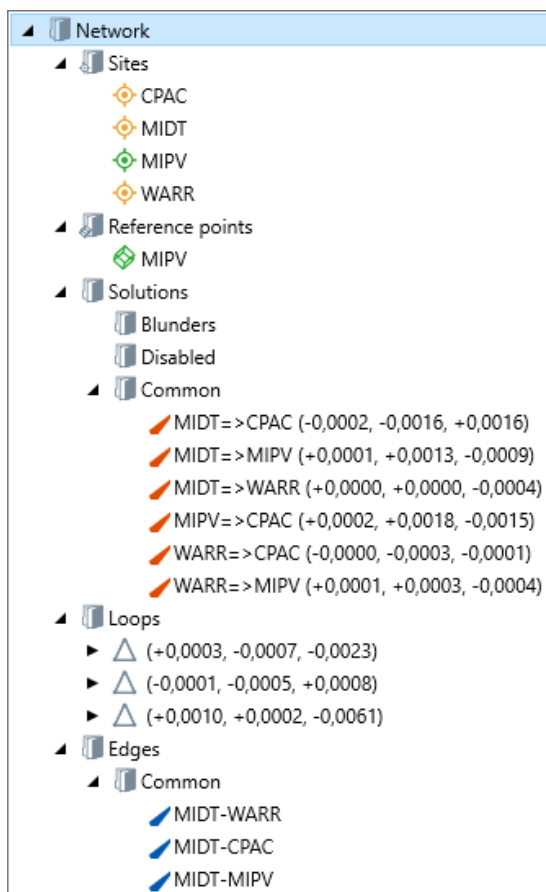 Network
Sites
CPAC
MIDT
MIPV
WARR
Reference points
MIPV
Solutions
Blunders
Disabled
Common
MIDT=>CPAC (-0,0002, -0,0016, +0,0016)
MIDT=>MIPV (+0,0001, +0,0013, -0,0009)
MIDT=>WARR (+0,0000, +0,0000, -0,0004)
MIPV=>CPAC (+0,0002, +0,0018, -0,0015)
WARR=>CPAC (-0,0000, -0,0003, -0,0001)
WARR=>MIPV (+0,0001, +0,0003, -0,0004)
Loops
(+0,0003, -0,0007, -0,0023)
(-0,0001, -0,0005, +0,0008)
(+0,0010, +0,0002, -0,0061)
Edges
Common
MIDT-WARR
MIDT-CPAC
MIDT-MIPV